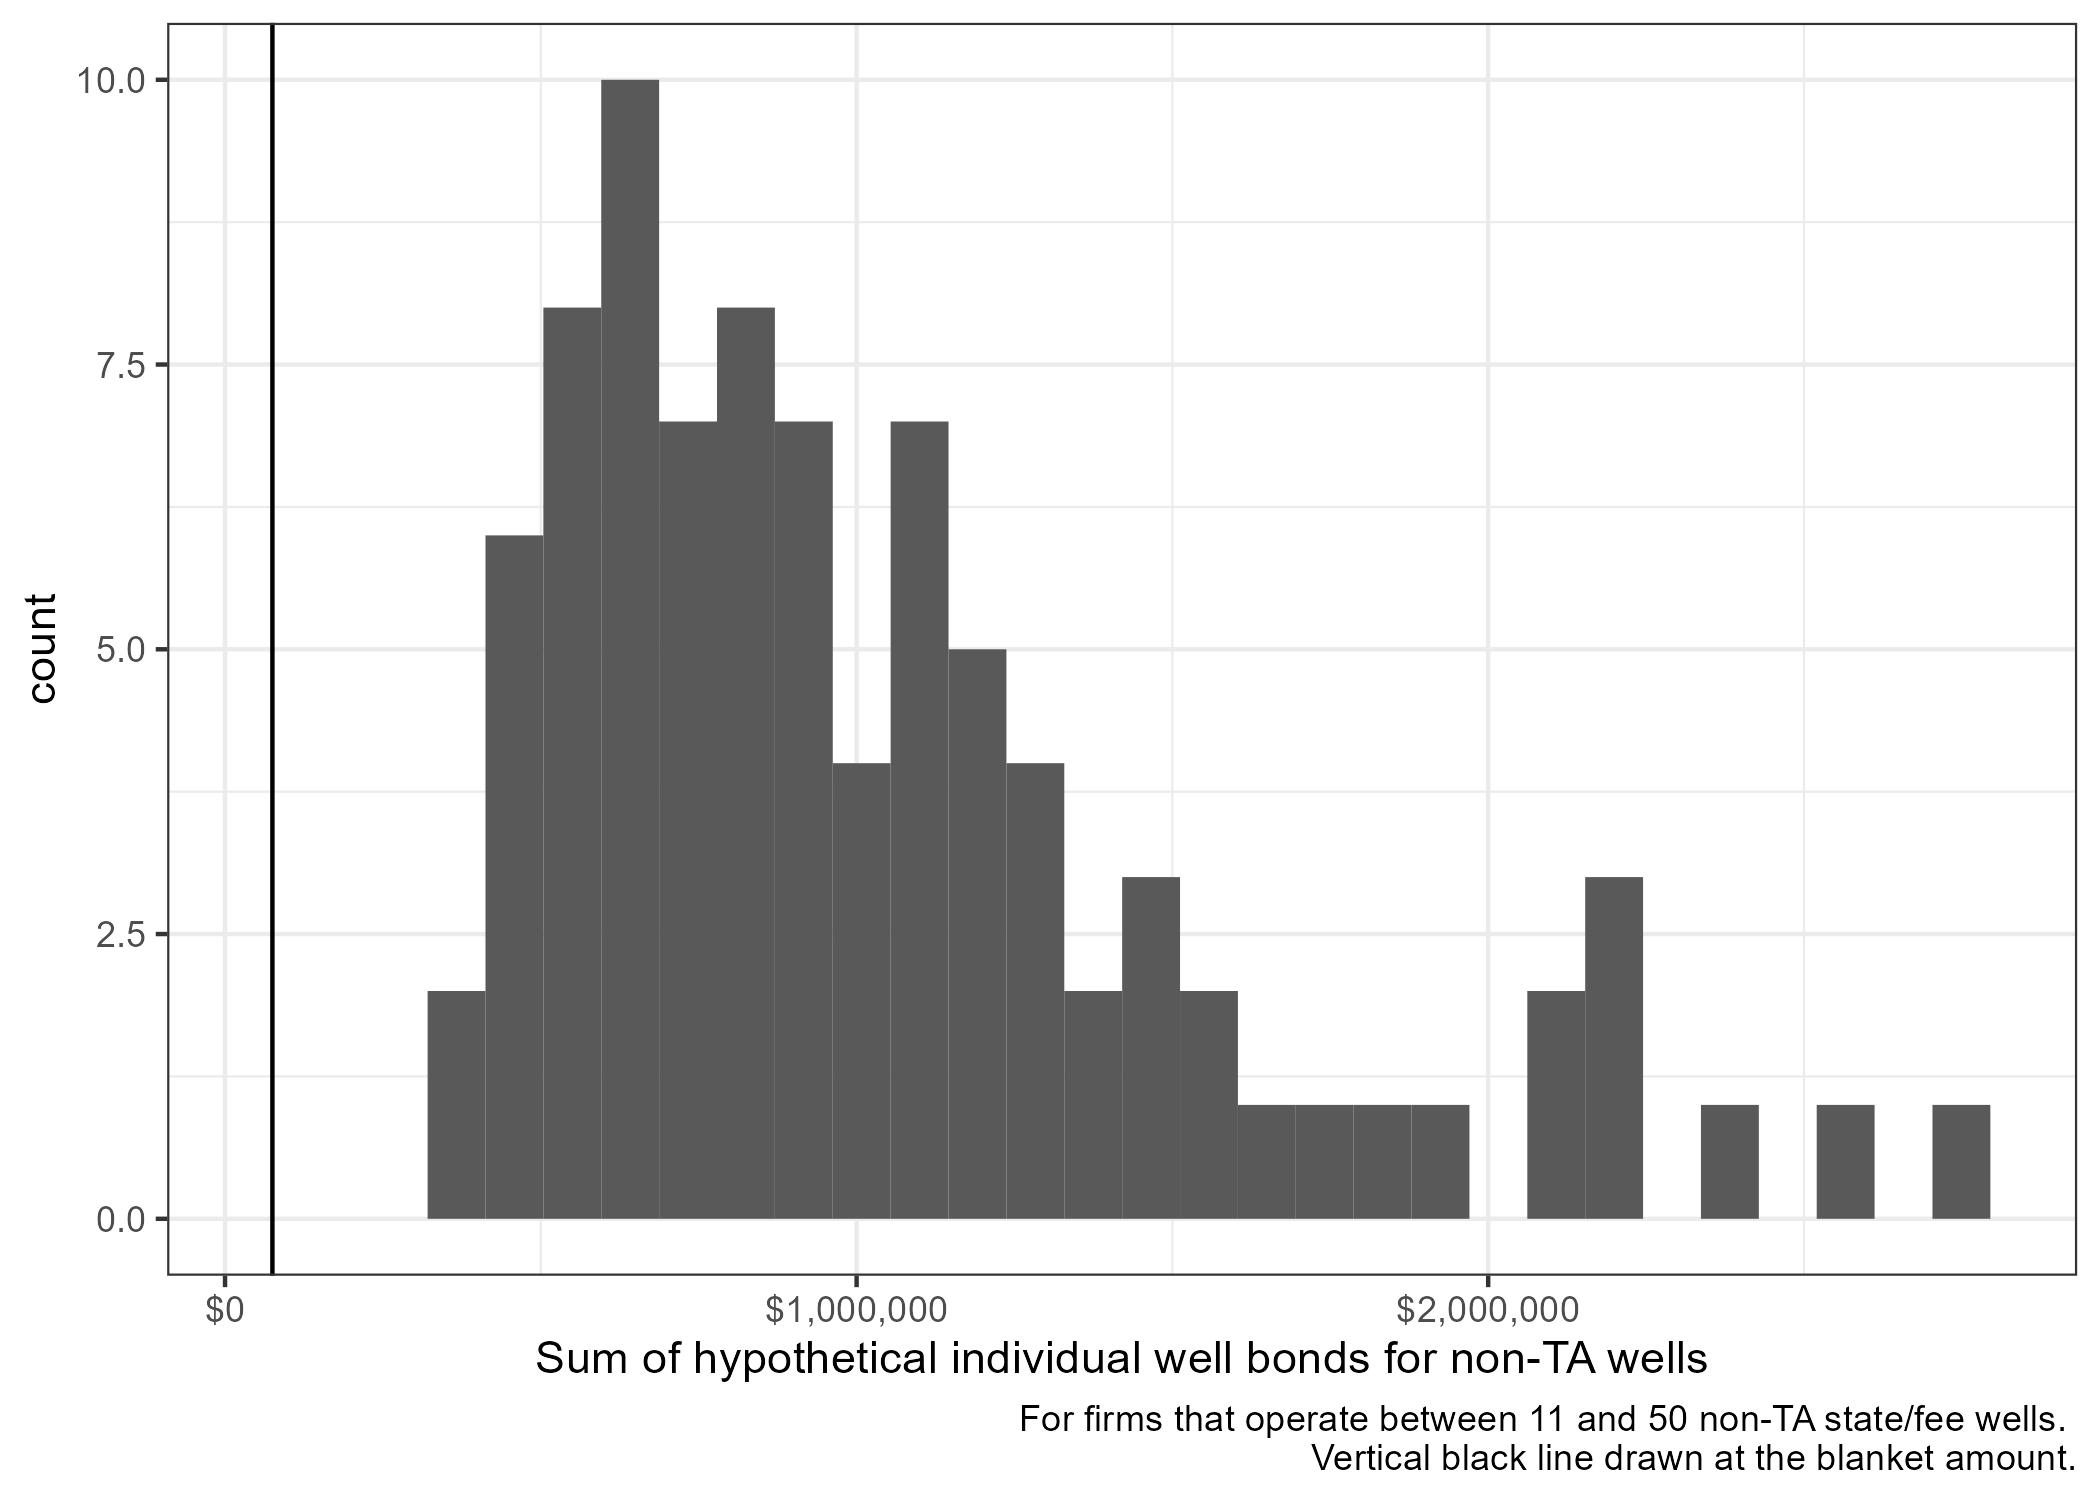 10.0
7.5
5.0
2.5
0.0
count
$0
$1,000,000
$2,000,000
Sum of hypothetical individual well bonds for non-TA wells
For firms that operate between 11 and 50 non-TA state/fee wells.
Vertical black line drawn at the blanket amount.